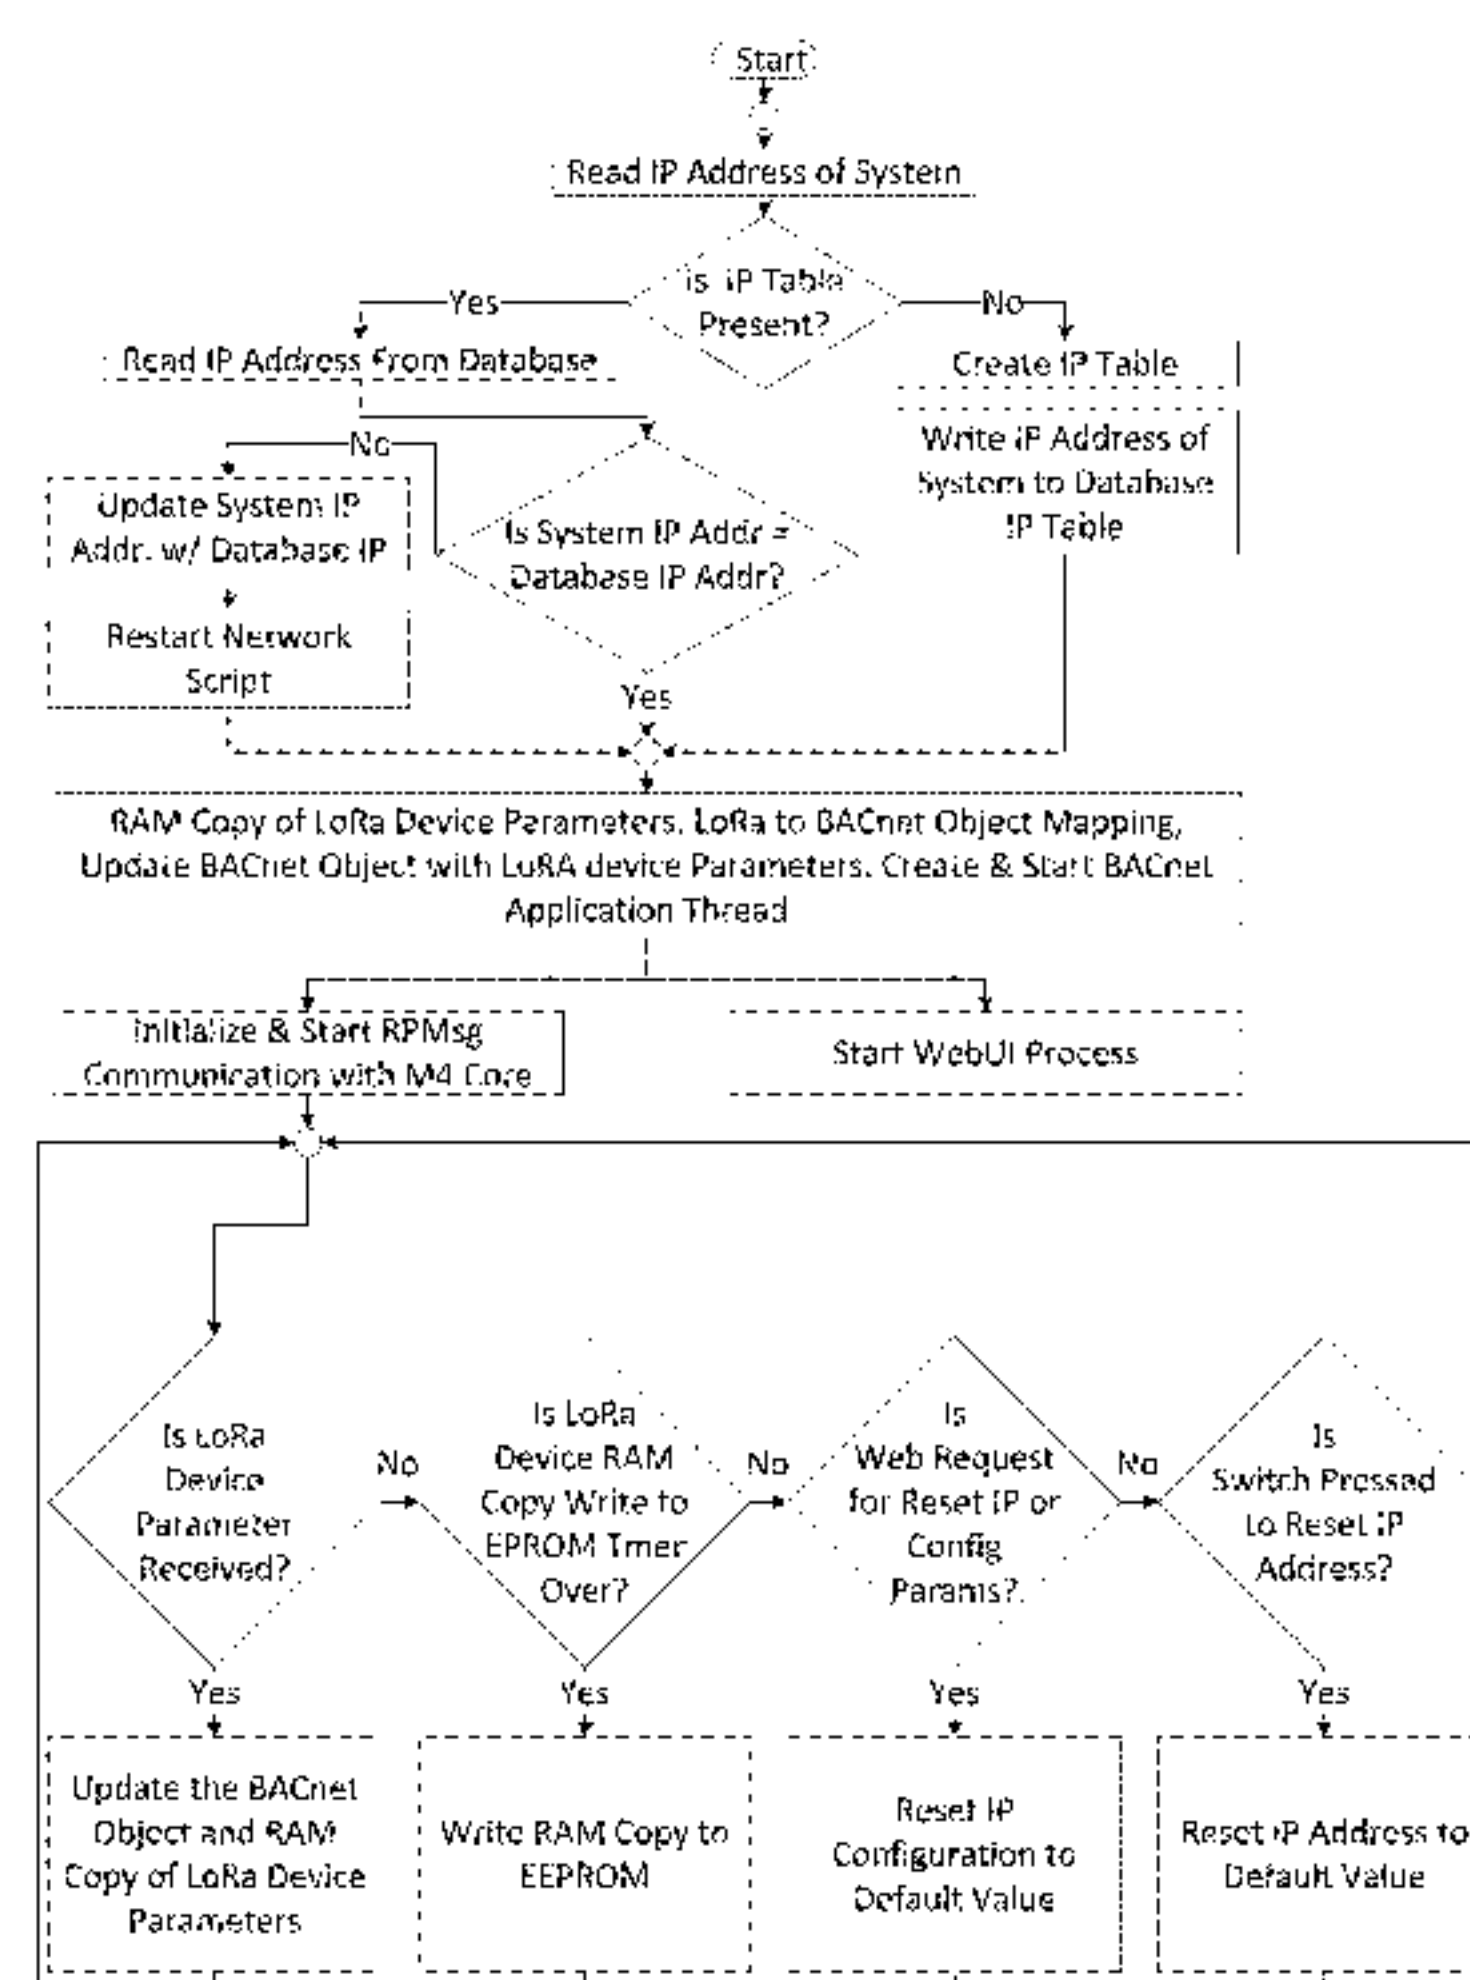 Start
Read IP Address of System
Is IP Table
Present?
Yes
No
Read IP Address from Database
Create IP Table
No
Write IP Address of
System to Database
IP Table
Update System IP
Addr. w/ Database IP
Is System IP Addr =
Database IP Addr?
Restart Network
Script
Yes
RAM Copy of LoRa Device Parameters, LoRa to BACnet Object Mapping,
Update BACnet Object with LoRA device Parameters, Create & Start BACnet
Application Thread
Initialize & Start RPMsg
Communication with M4 Core
Start WebUI Process
Is LoRa
Device
Parameter
Received?
No
Is LoRa
Device RAM
Copy Write to
EPROM Tmer
Over?
No
Is
Web Request
for Reset IP or
Config
Params?
No
Is
Switch Pressed
to Reset IP
Address?
Yes
Yes
Yes
Yes
Update the BACnet
Object and RAM
Copy of LoRa Device
Parameters
Write RAM Copy to
EEPROM
Reset IP
Configuration to
Default Value
Reset IP Address to
Default Value